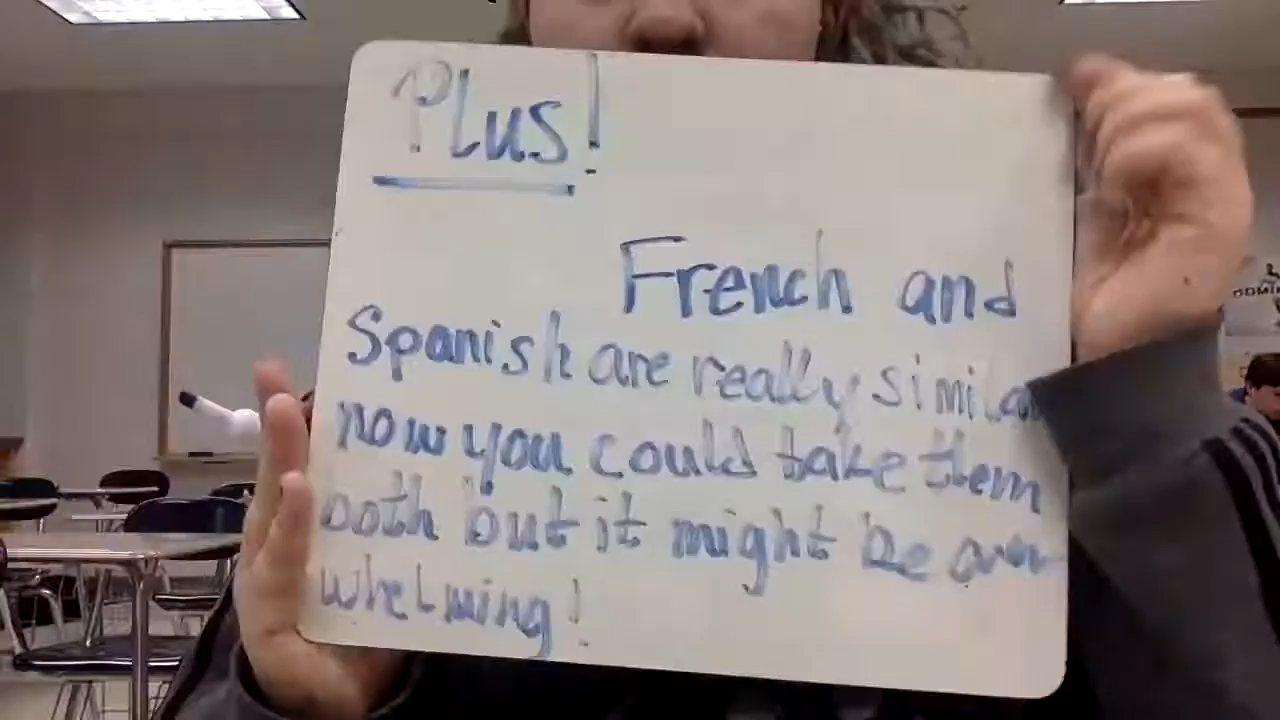 PLus!
French and
Spanish are really similar
now you could take them
both but it might be over
whelming!
DOMIN